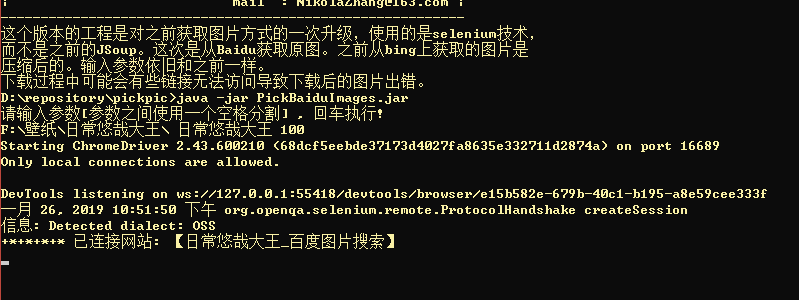 mail : NikolaZhang@163.com
------------------------------------------------------------
这个版本的工程是对之前获取图片方式的一次升级，使用的是selenium技术，
而不是之前的JSoup。这次是从Baidu获取原图。之前从bing上获取的图片是
压缩后的。输入参数依旧和之前一样。
下载过程中可能会有些链接无法访问导致下载后的图片出错。
D:\repository\pickpic>java -jar PickBaiduImages.jar
请输入参数[参数之间使用一个空格分割] , 回车执行!
F:\壁纸\日常悠哉大王\ 日常悠哉大王 100
Starting ChromeDriver 2.43.600210 (68dcf5eebde37173d4027fa8635e332711d2874a) on port 16689
Only local connections are allowed.
DevTools listening on ws://127.0.0.1:55418/devtools/browser/e15b582e-679b-40c1-b195-a8e59cee333f
一月 26, 2019 10:51:50 下午 org.openqa.selenium.remote.ProtocolHandshake createSession
信息: Detected dialect: OSS
+*+*+*+* 已连接网站: 【日常悠哉大王_百度图片搜索】